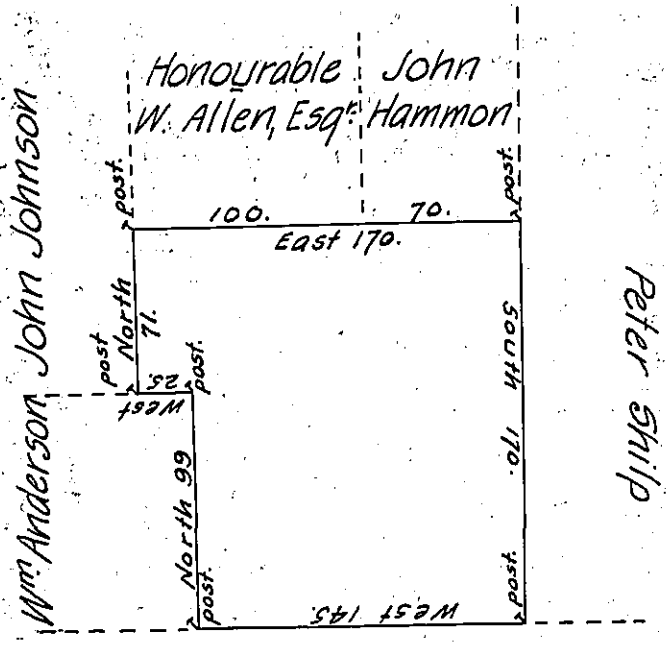 Honourable
W. Allen, Esqr.
John
Hammon
Wm. Anderson
John Johnson
Peter Shilp
post.
100.
70.
post.
East 170.
North
71.
South 170.
post
25.
West
post.
North 99
post.
West 145.
post.